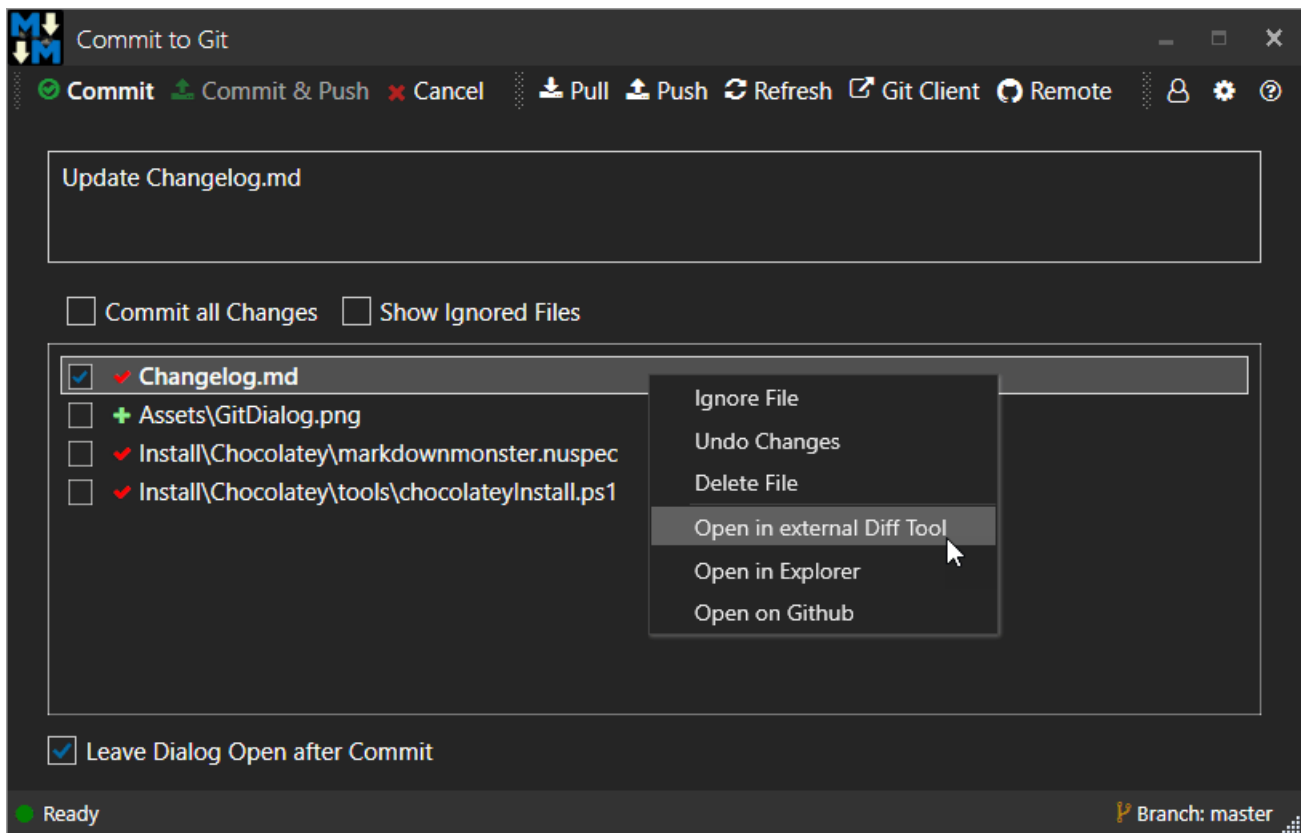 Commit to Git
Commit Commit & Push Cancel Pull Push Refresh Git Client Remote
Update Changelog.md
Commit all Changes Show Ignored Files
Changelog.md
Assets\GitDialog.png
Install\Chocolatey\markdownmonster.nuspec
Install\Chocolatey\tools\chocolateyInstall.ps1
Ignore File
Undo Changes
Delete File
Open in external Diff Tool
Open in Explorer
Open on Github
Leave Dialog Open after Commit
Ready Branch: master